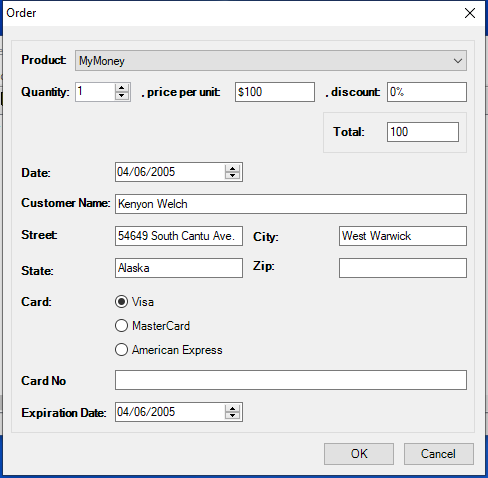 Order
Product: MyMoney
Quantity: 1 , price per unit: $100 , discount: 0%
Total: 100
Date: 04/06/2005
Customer Name: Kenyon Welch
Street: 54649 South Cantu Ave. City: West Warwick
State: Alaska Zip:
Card: Visa
MasterCard
American Express
Card No
Expiration Date: 04/06/2005
OK Cancel